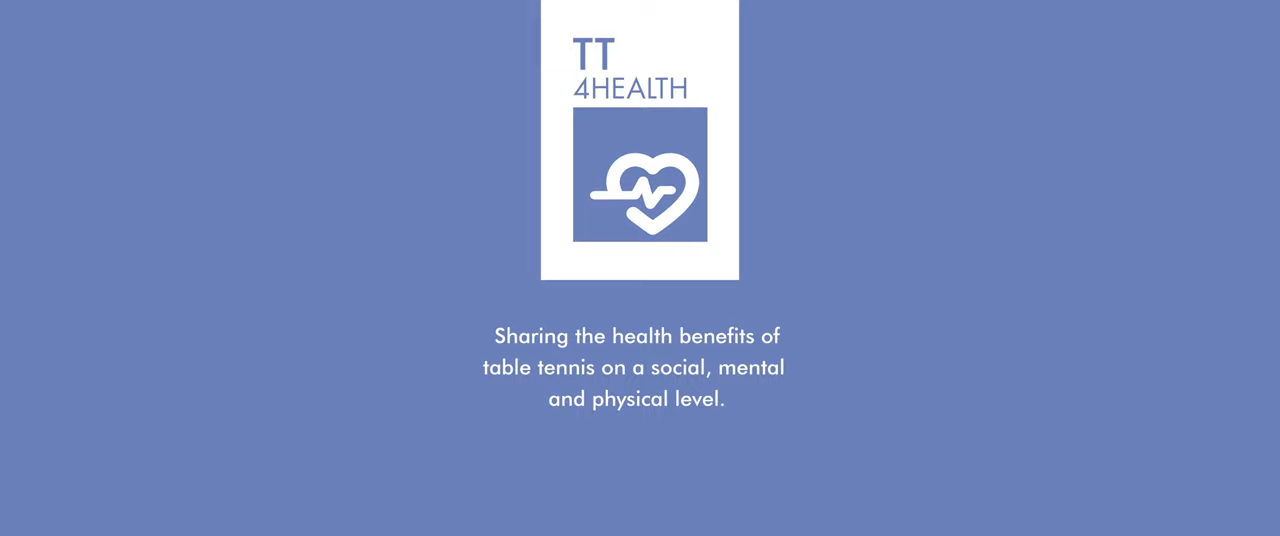 TT
4HEALTH
Sharing the health benefits of
table tennis on a social, mental
and physical level.